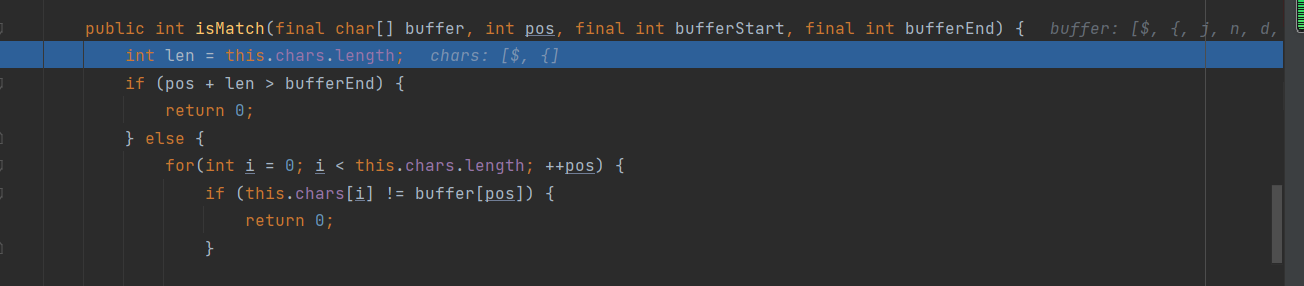 public int isMatch(final char[] buffer, int pos, final int bufferStart, final int bufferEnd) {   buffer: [$, {, j, n, d,
int len = this.chars.length;   chars: [$, {]
if (pos + len > bufferEnd) {
return 0;
} else {
for(int i = 0; i < this.chars.length; ++pos) {
if (this.chars[i] != buffer[pos]) {
return 0;
}